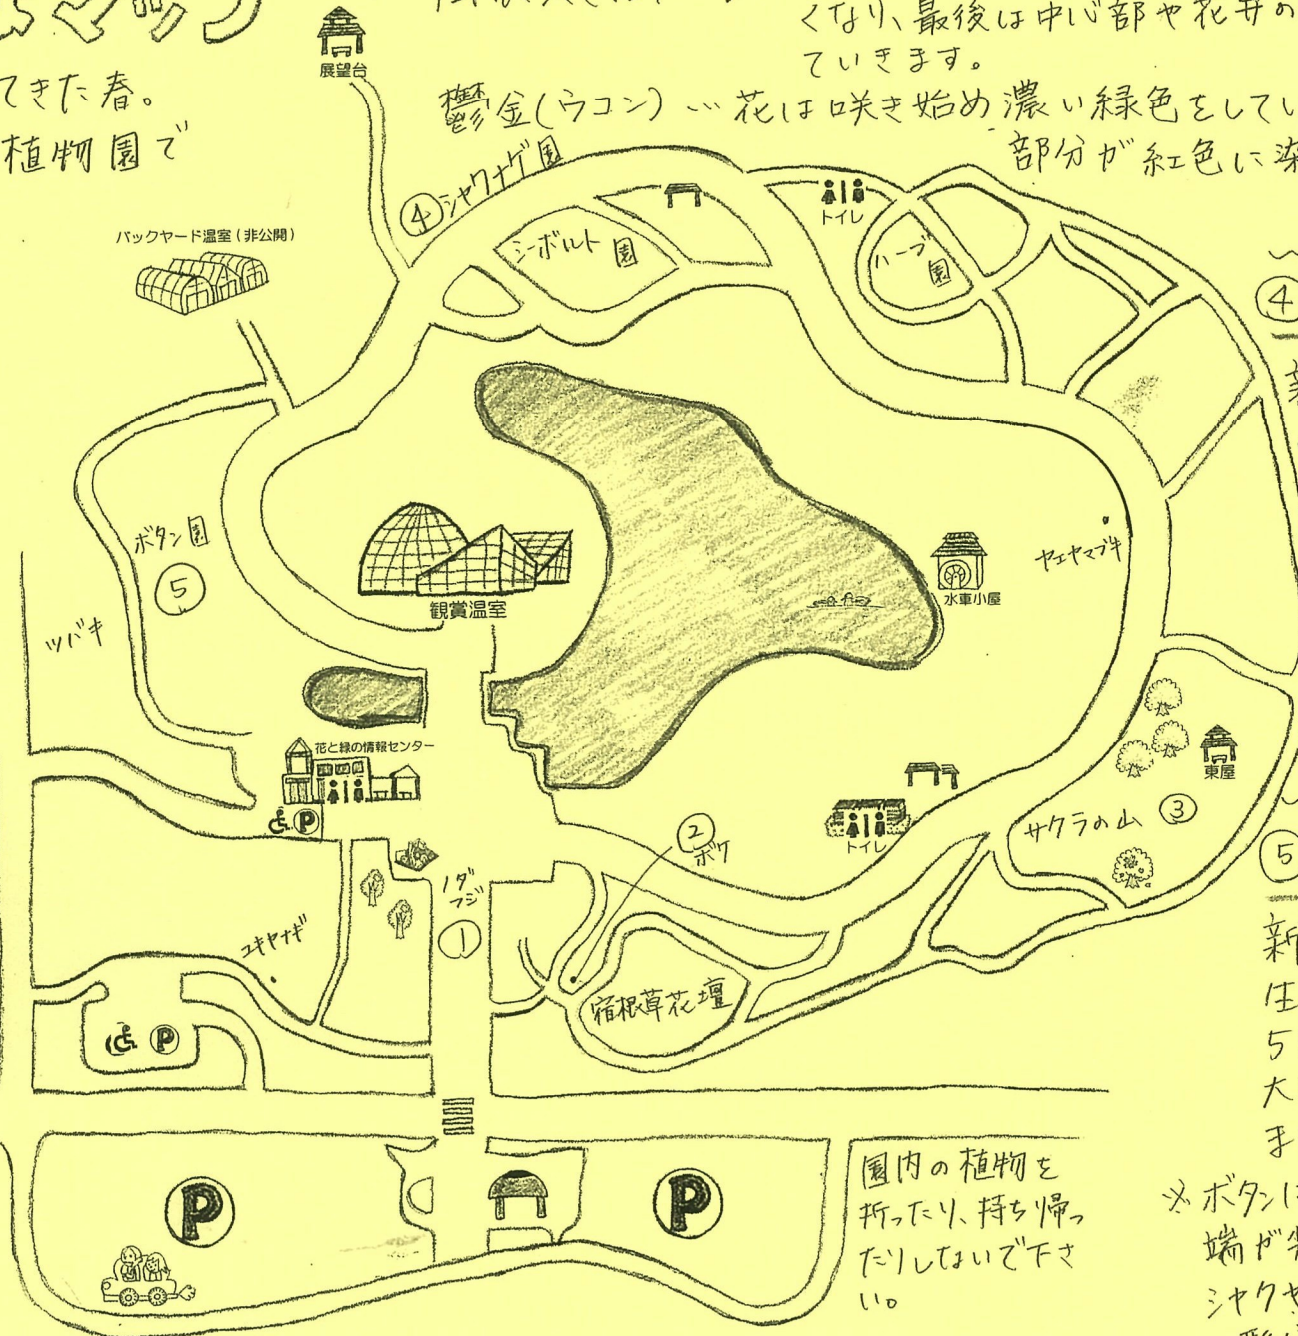 ムマップ
てきた春。
植物園で
くなり、最後は中心部や花弁の
ていきます。
鬱金(ウコン)…花は咲き始め濃い緑色をしてい
部分が紅色に染
展望台
④シャクナゲ園
シーボルト園
トイレ
ハーブ園
バックヤード温室(非公開)
④
ボタン園
⑤
ツバキ
観賞温室
水車小屋
ヤエヤマブキ
花と緑の情報センター
P
東屋
サクラの山 ③
トイレ
②
ボケ
ノダ
フジ
①
ユキヤナギ
宿根草花壇
P
⑤
新
生
5
大
ま
P
P
園内の植物を
折ったり、持ち帰っ
たりしないで下さ
い。
※ボタンは
端が
シャクヤ